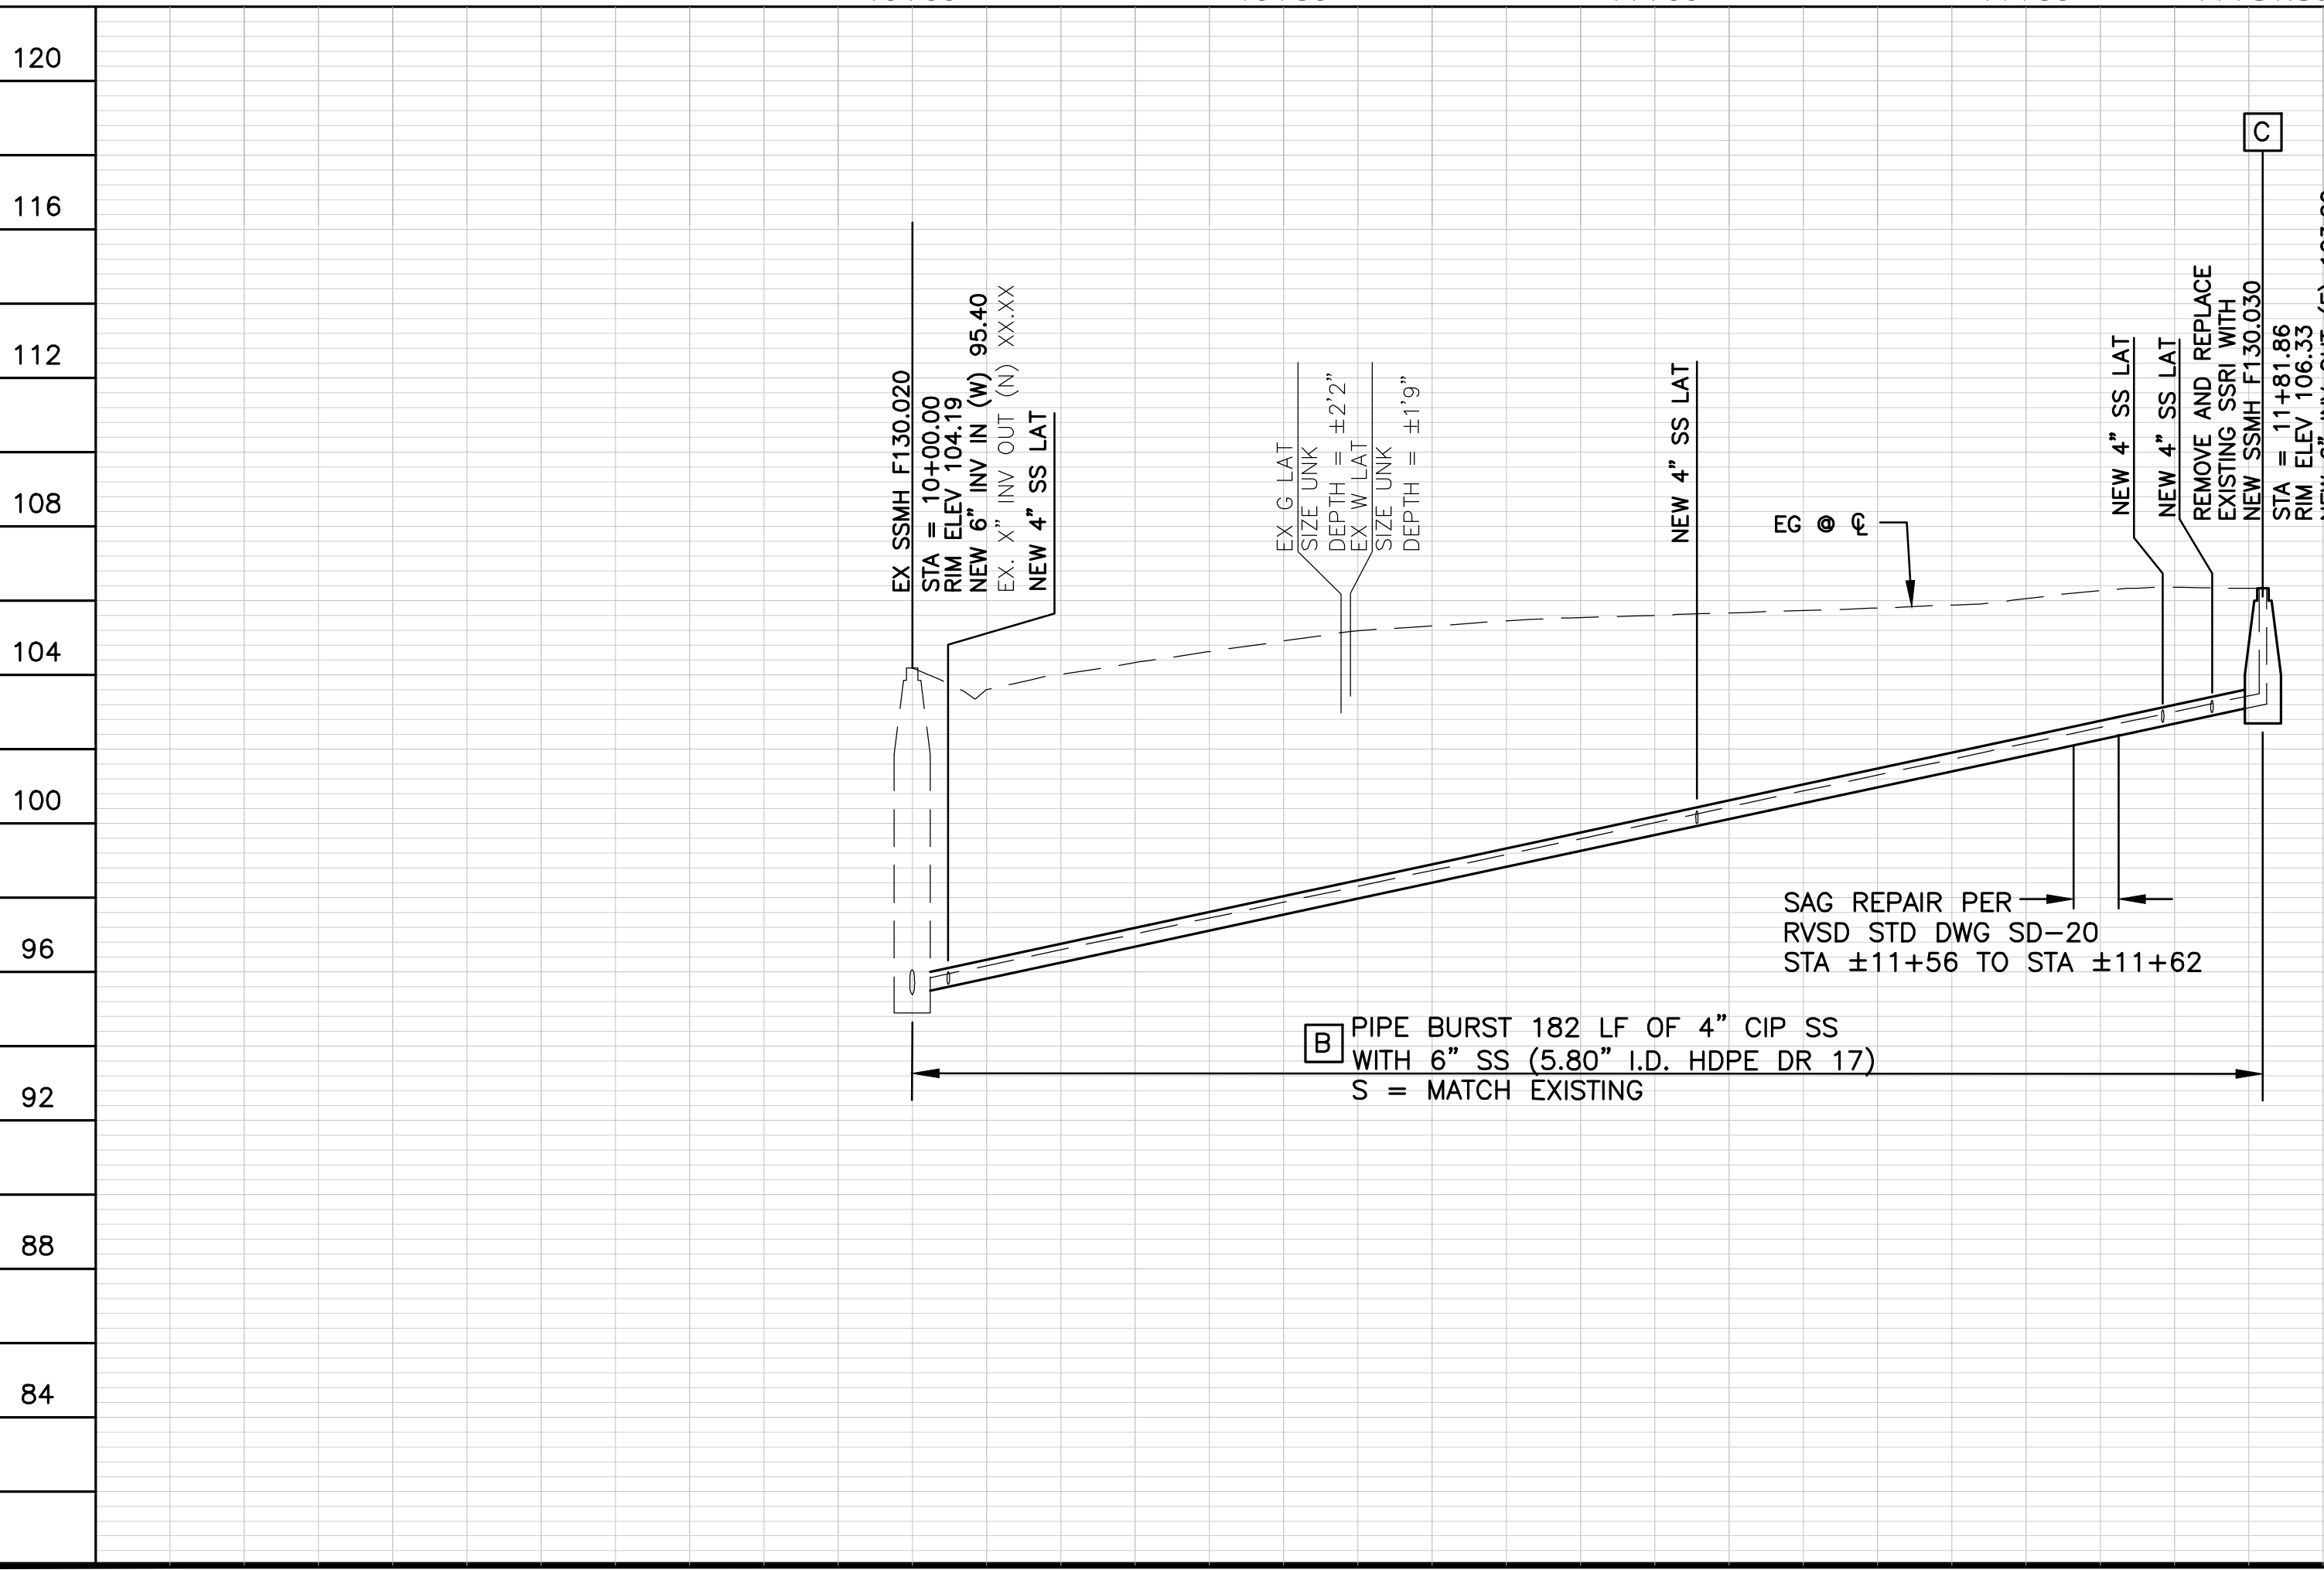 120
116
112
108
104
100
96
92
88
84
C
EX SSMH F130.020
STA = 10+00.00
RIM ELEV 104.19
NEW 6" INV IN (W) 95.40
EX. X" INV OUT (N) XX.XX
NEW 4" SS LAT
EX G LAT
SIZE UNK
DEPTH = ±2'2"
EX W LAT
SIZE UNK
DEPTH = ±1'9"
NEW 4" SS LAT
EG @ ℄
NEW 4" SS LAT
NEW 4" SS LAT
REMOVE AND REPLACE
EXISTING SSRI WITH
NEW SSMH F130.030
STA = 11+81.86
RIM ELEV 106.33
SAG REPAIR PER
RVSD STD DWG SD-20
STA ±11+56 TO STA ±11+62
B
PIPE BURST 182 LF OF 4" CIP SS
WITH 6" SS (5.80" I.D. HDPE DR 17)
S = MATCH EXISTING